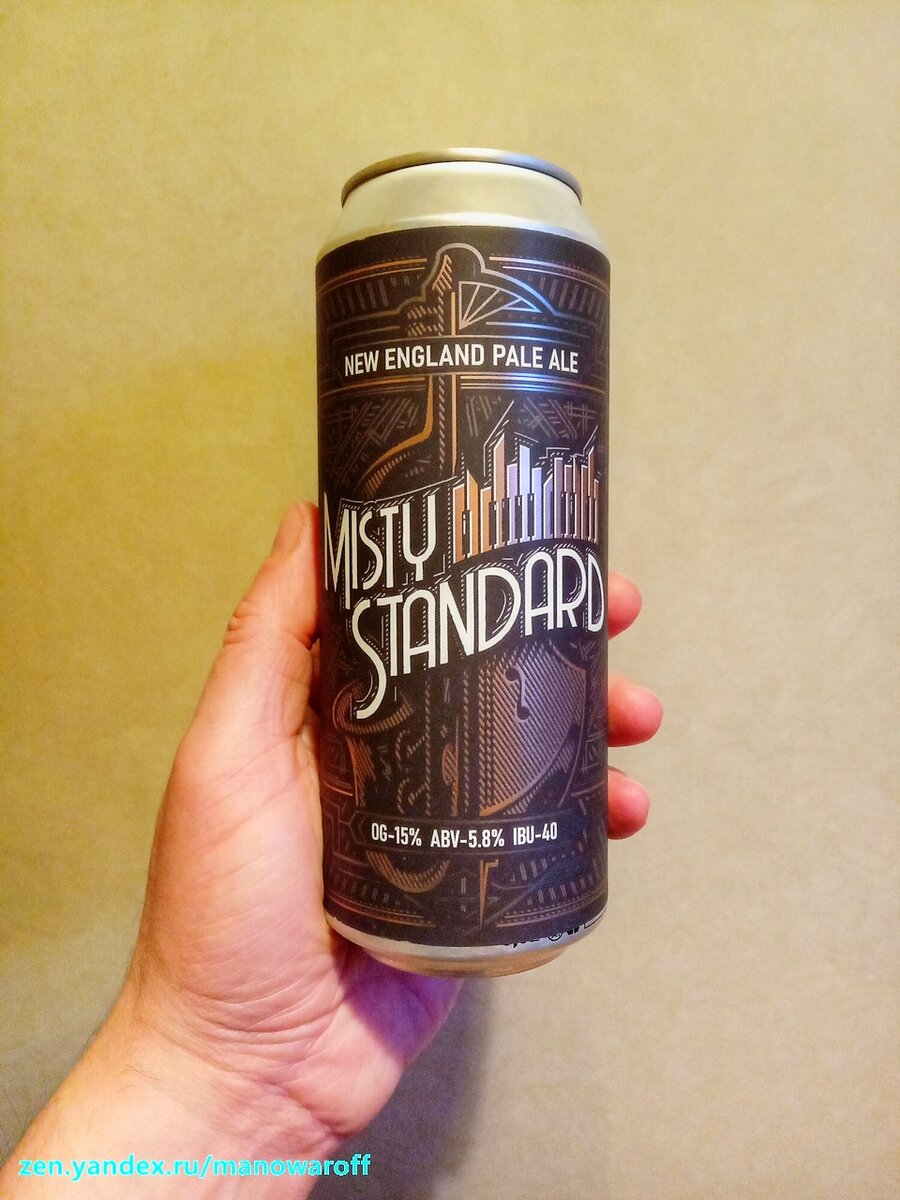 NEW ENGLAND PALE ALE
MISTY
STANDARD
OG-15% ABV-5.8% IBU-40
zen.yandex.ru/manowaroff